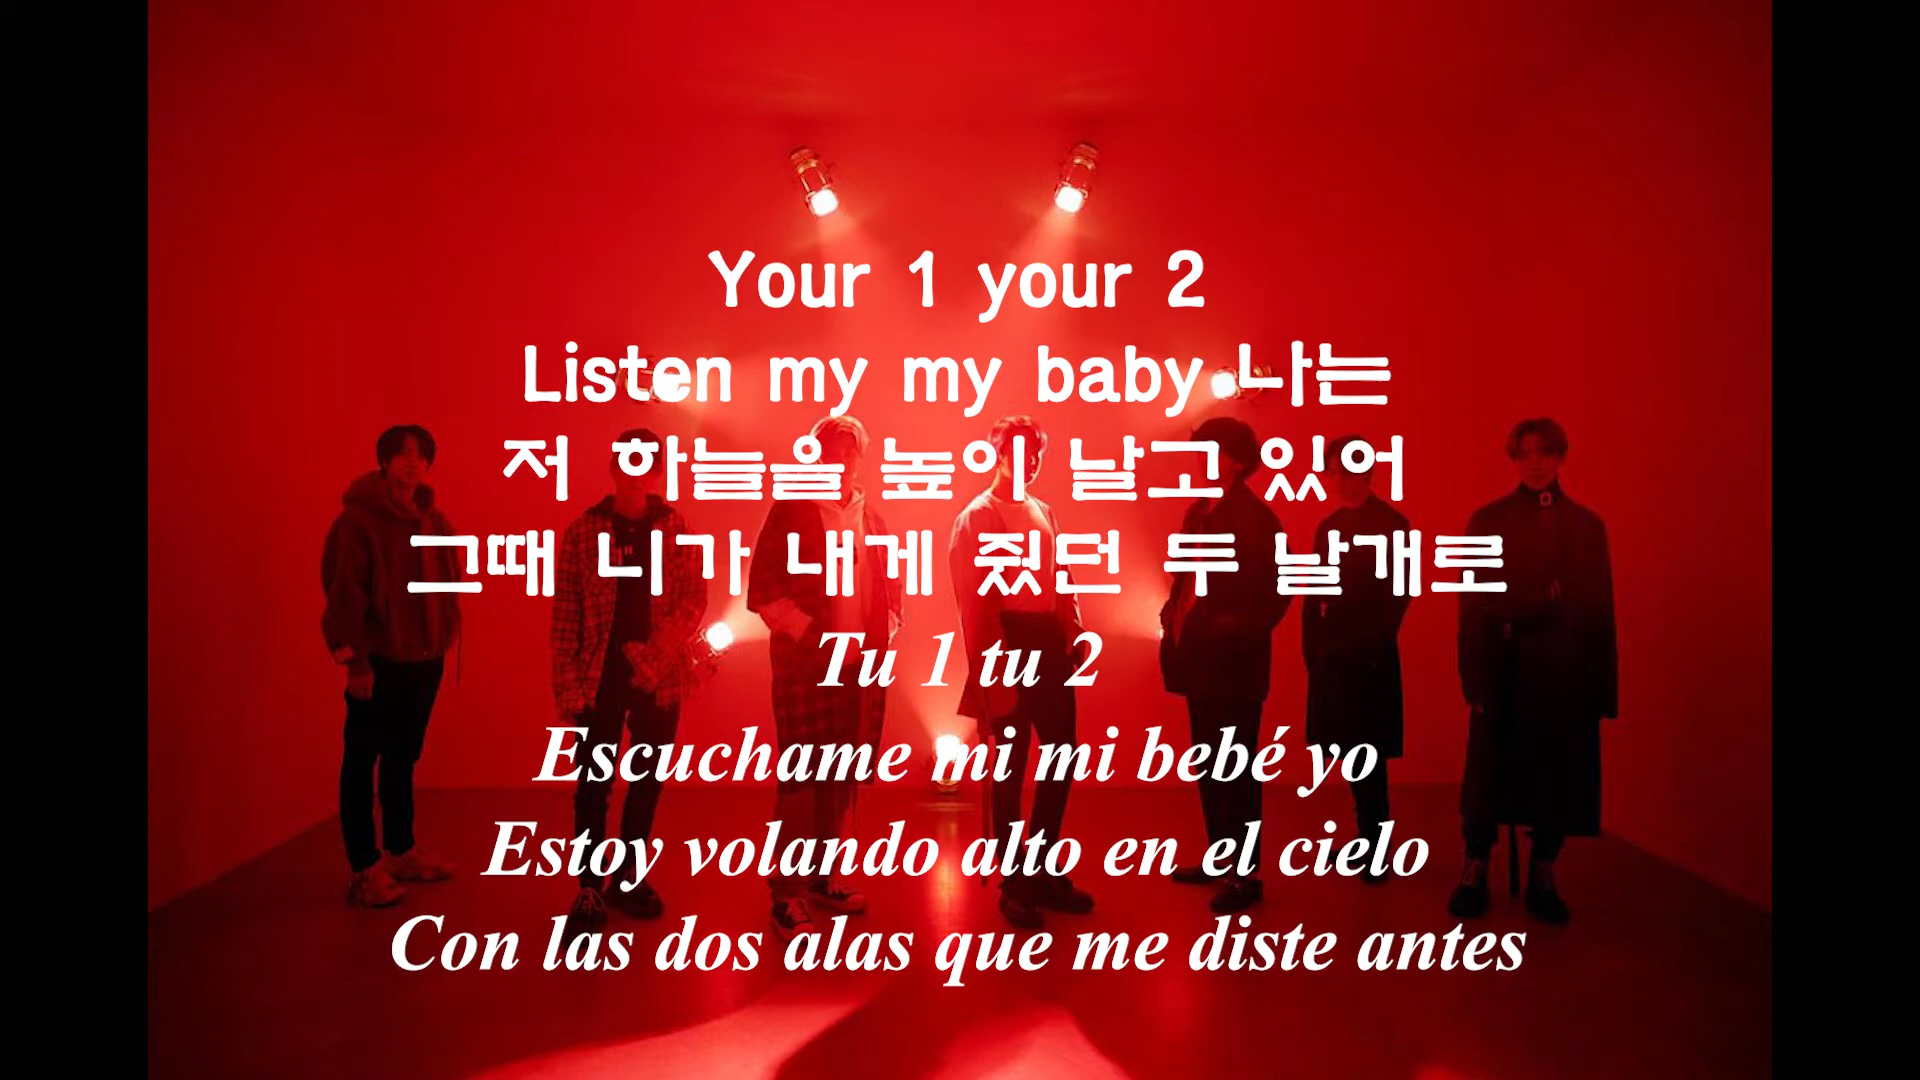 Your 1 your 2
Listen my my baby 나는
저 하늘을 높이 날고 있어
그때 니가 내게 줬던 두 날개로
Tu 1 tu 2
Escuchame mi mi bebé yo
Estoy volando alto en el cielo
Con las dos alas que me diste antes